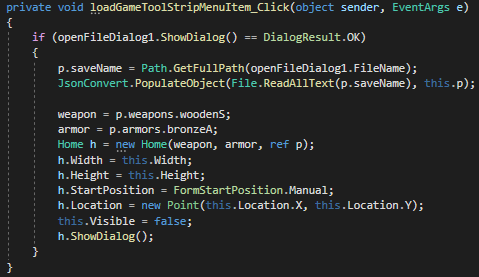 private void loadGameToolStripMenuItem_Click(object sender, EventArgs e)
{
if (openFileDialog1.ShowDialog() == DialogResult.OK)
{
p.saveName = Path.GetFullPath(openFileDialog1.FileName);
JsonConvert.PopulateObject(File.ReadAllText(p.saveName), this.p);
weapon = p.weapons.woodenS;
armor = p.armors.bronzeA;
Home h = new Home(weapon, armor, ref p);
h.Width = this.Width;
h.Height = this.Height;
h.StartPosition = FormStartPosition.Manual;
h.Location = new Point(this.Location.X, this.Location.Y);
this.Visible = false;
h.ShowDialog();
}
}